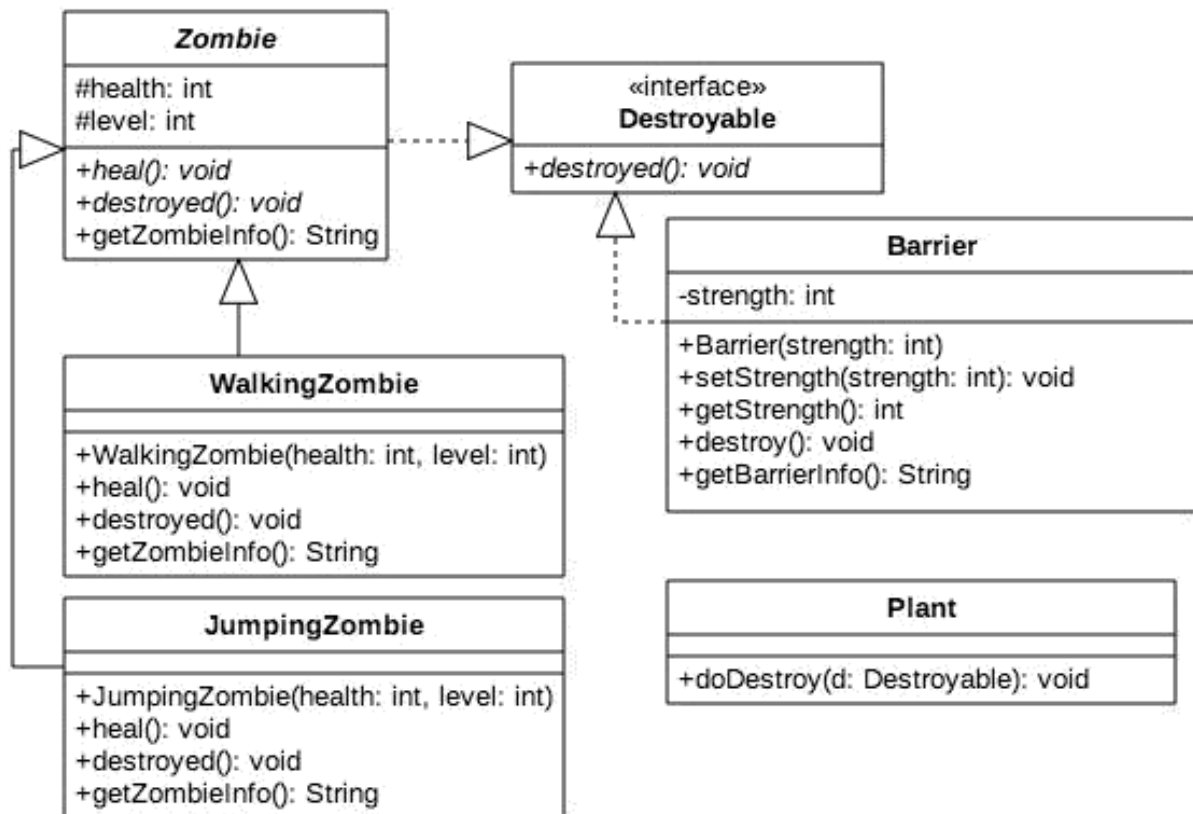 Zombie
#health: int
#level: int
+heal(): void
+destroyed(): void
+getZombieInfo(): String
«interface»
Destroyable
+destroyed(): void
Barrier
-strength: int
+Barrier(strength: int)
+setStrength(strength: int): void
+getStrength(): int
+destroy(): void
+getBarrierInfo(): String
WalkingZombie
+WalkingZombie(health: int, level: int)
+heal(): void
+destroyed(): void
+getZombieInfo(): String
Plant
+doDestroy(d: Destroyable): void
JumpingZombie
+JumpingZombie(health: int, level: int)
+heal(): void
+destroyed(): void
+getZombieInfo(): String